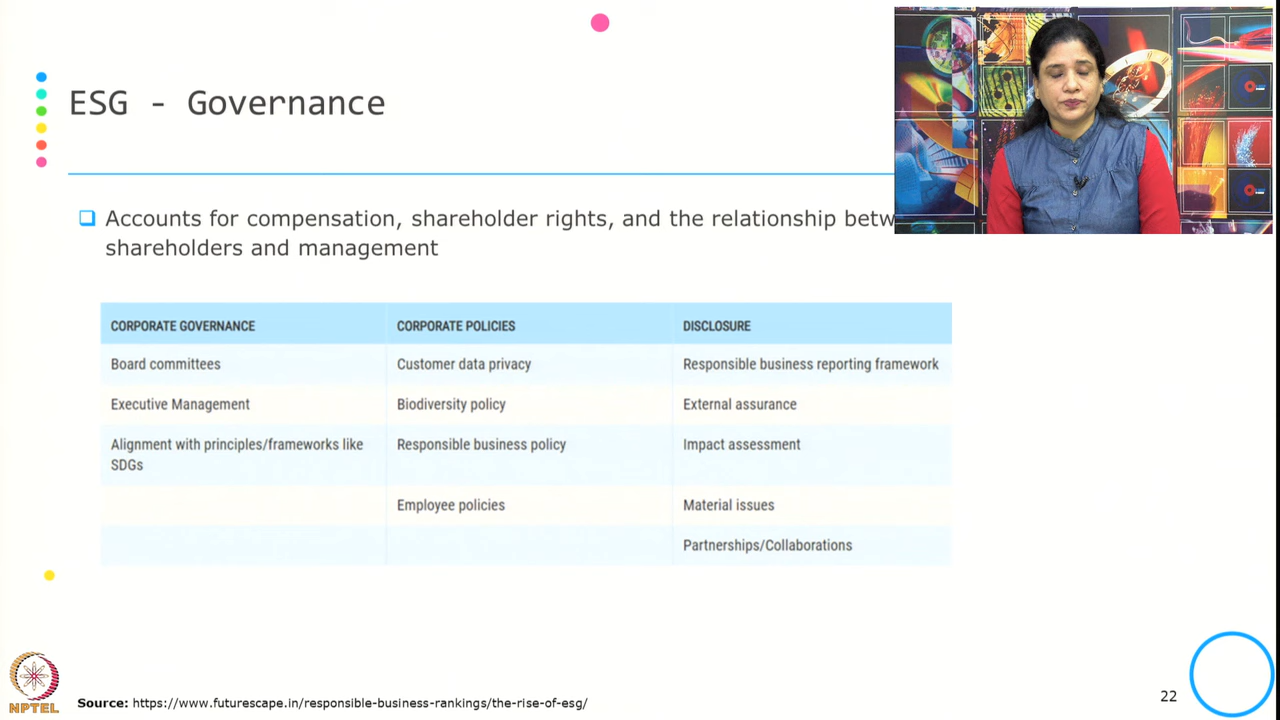 ESG - Governance
Accounts for compensation, shareholder rights, and the relationship
shareholders and management
CORPORATE GOVERNANCE CORPORATE POLICIES DISCLOSURE
Board committees Customer data privacy Responsible business reporting framework
Executive Management Biodiversity policy External assurance
Alignment with principles/frameworks like Responsible business policy Impact assessment
SDGs
Employee policies Material issues
Partnerships/Collaborations
NPTEL
Source: https://www.futurescape.in/responsible-business-rankings/the-rise-of-esg/
22